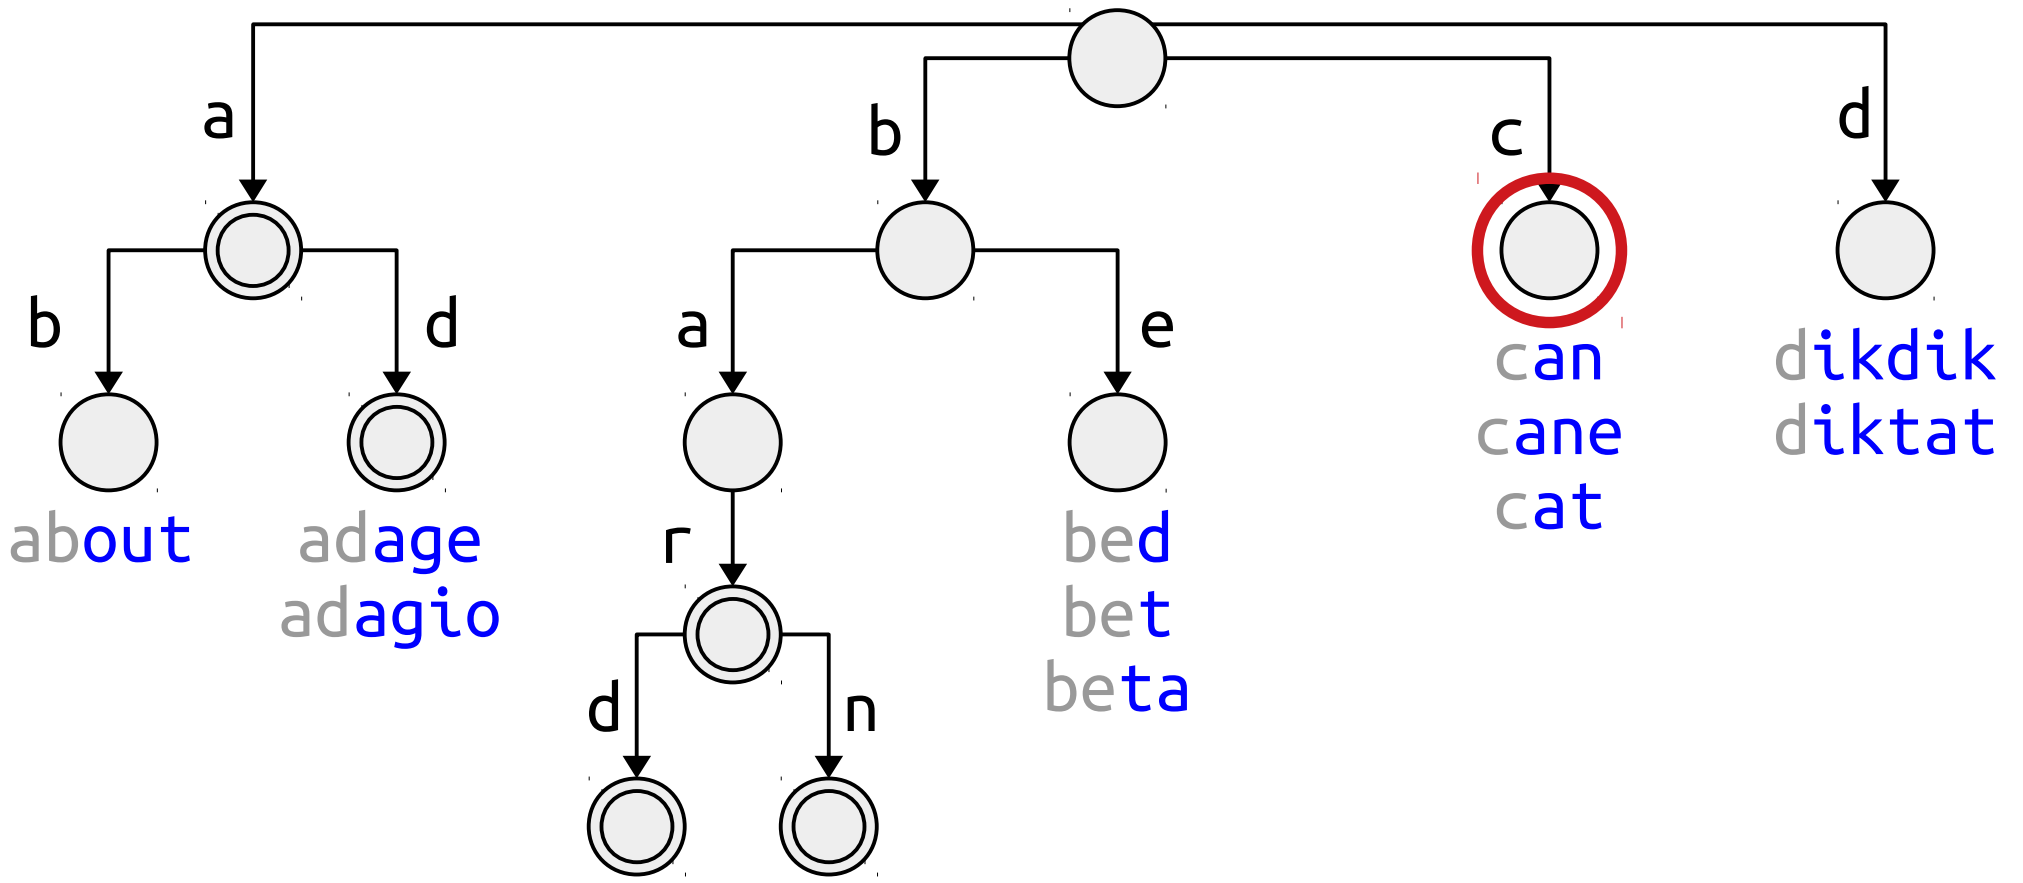 a
b
c
d
b
d
a
e
can
dikdik
cane
diktat
cat
about
adage
r
bed
adagio
bet
beta
d
n